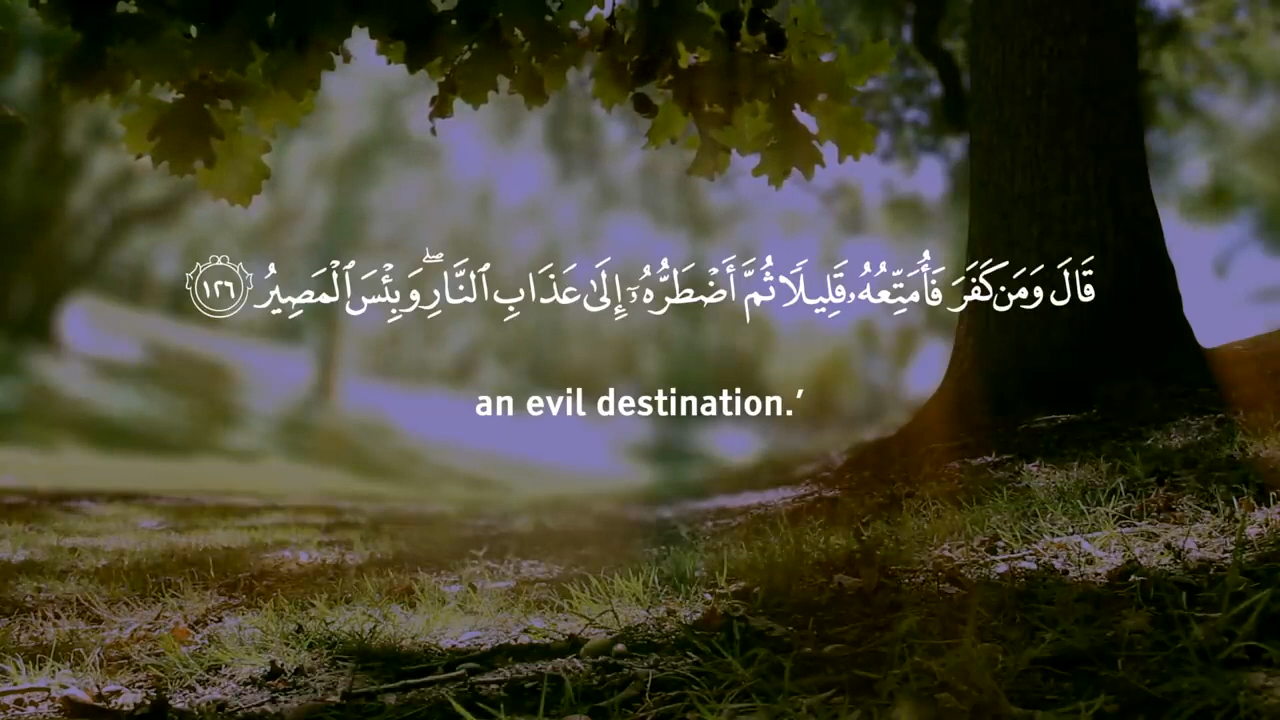 قَالَ وَمَن كَفَرَ فَأُمَتِّعُهُۥ قَلِيلًا ثُمَّ أَضْطَرُّهُۥٓ إِلَىٰ عَذَابِ ٱلنَّارِۖ وَبِئْسَ ٱلْمَصِيرُ ١٢٦
an evil destination.’